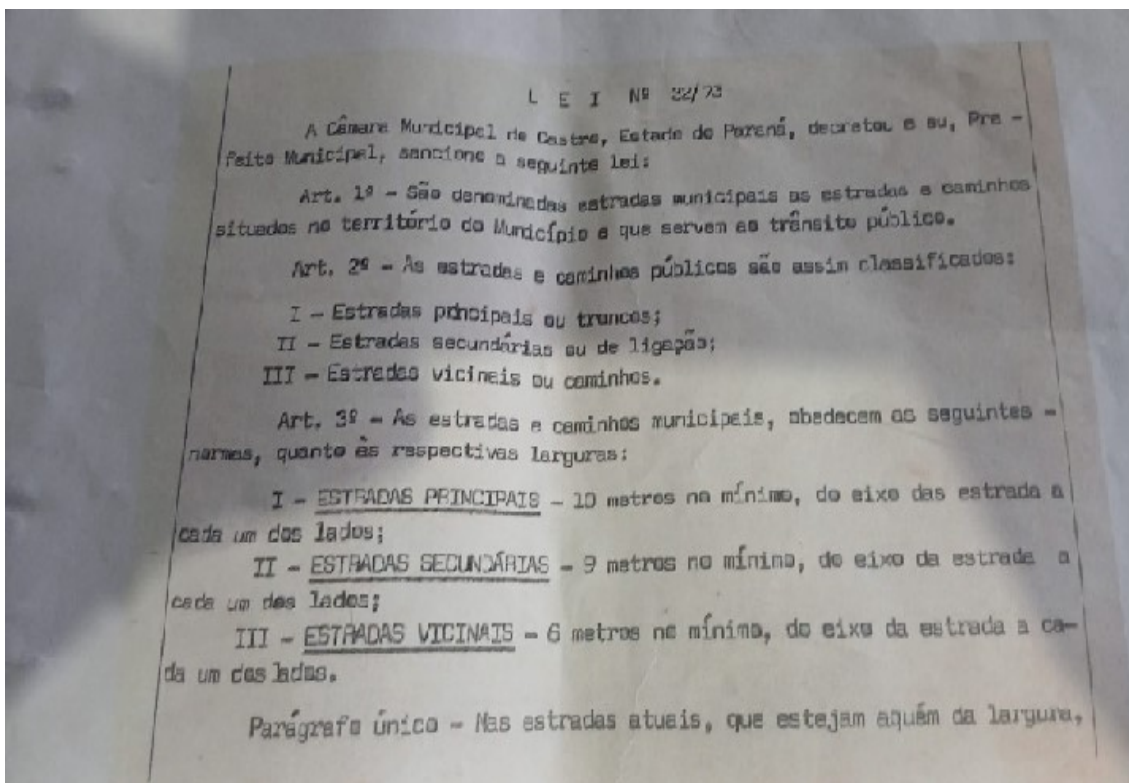 L E I Nº 22/73
A Câmara Municipal de Castro, Estado do Paraná, decretou e eu, Pre -
feito Municipal, sanciono a seguinte lei:
Art. 1º - São denominadas estradas municipais as estradas e caminhos
situados no território do Município e que servem ao trânsito público.
Art. 2º - As estradas e caminhos públicos são assim classificados:
I - Estradas principais ou troncos;
II - Estradas secundárias ou de ligação;
III - Estradas vicinais ou caminhos.
Art. 3º - As estradas e caminhos municipais, obedecem as seguintes -
normas, quanto às respectivas larguras:
I - ESTRADAS PRINCIPAIS - 10 metros no mínimo, do eixo das estrada a
cada um dos lados;
II - ESTRADAS SECUNDÁRIAS - 9 metros no mínimo, do eixo da estrada a
cada um dos lados;
III - ESTRADAS VICINAIS - 6 metros no mínimo, do eixo da estrada a ca-
da um dos lados.
Parágrafo único - Nas estradas atuais, que estejam aquém da largura,